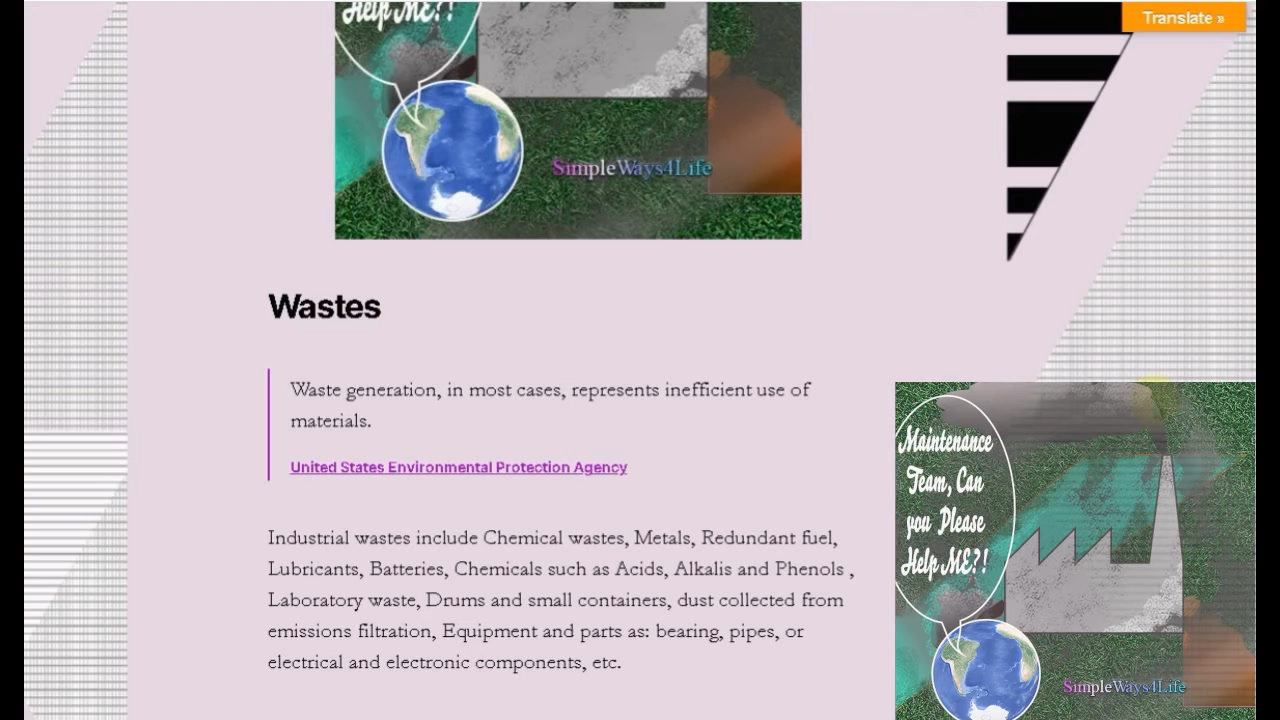 Help ME?!
Translate »
SimpleWays4Life
Wastes
Waste generation, in most cases, represents inefficient use of
materials.
United States Environmental Protection Agency
Industrial wastes include Chemical wastes, Metals, Redundant fuel,
Lubricants, Batteries, Chemicals such as Acids, Alkalis and Phenols ,
Laboratory waste, Drums and small containers, dust collected from
emissions filtration, Equipment and parts as: bearing, pipes, or
electrical and electronic components, etc.
Maintenance
Team, Can
you Please
Help ME?!
SimpleWays4Life